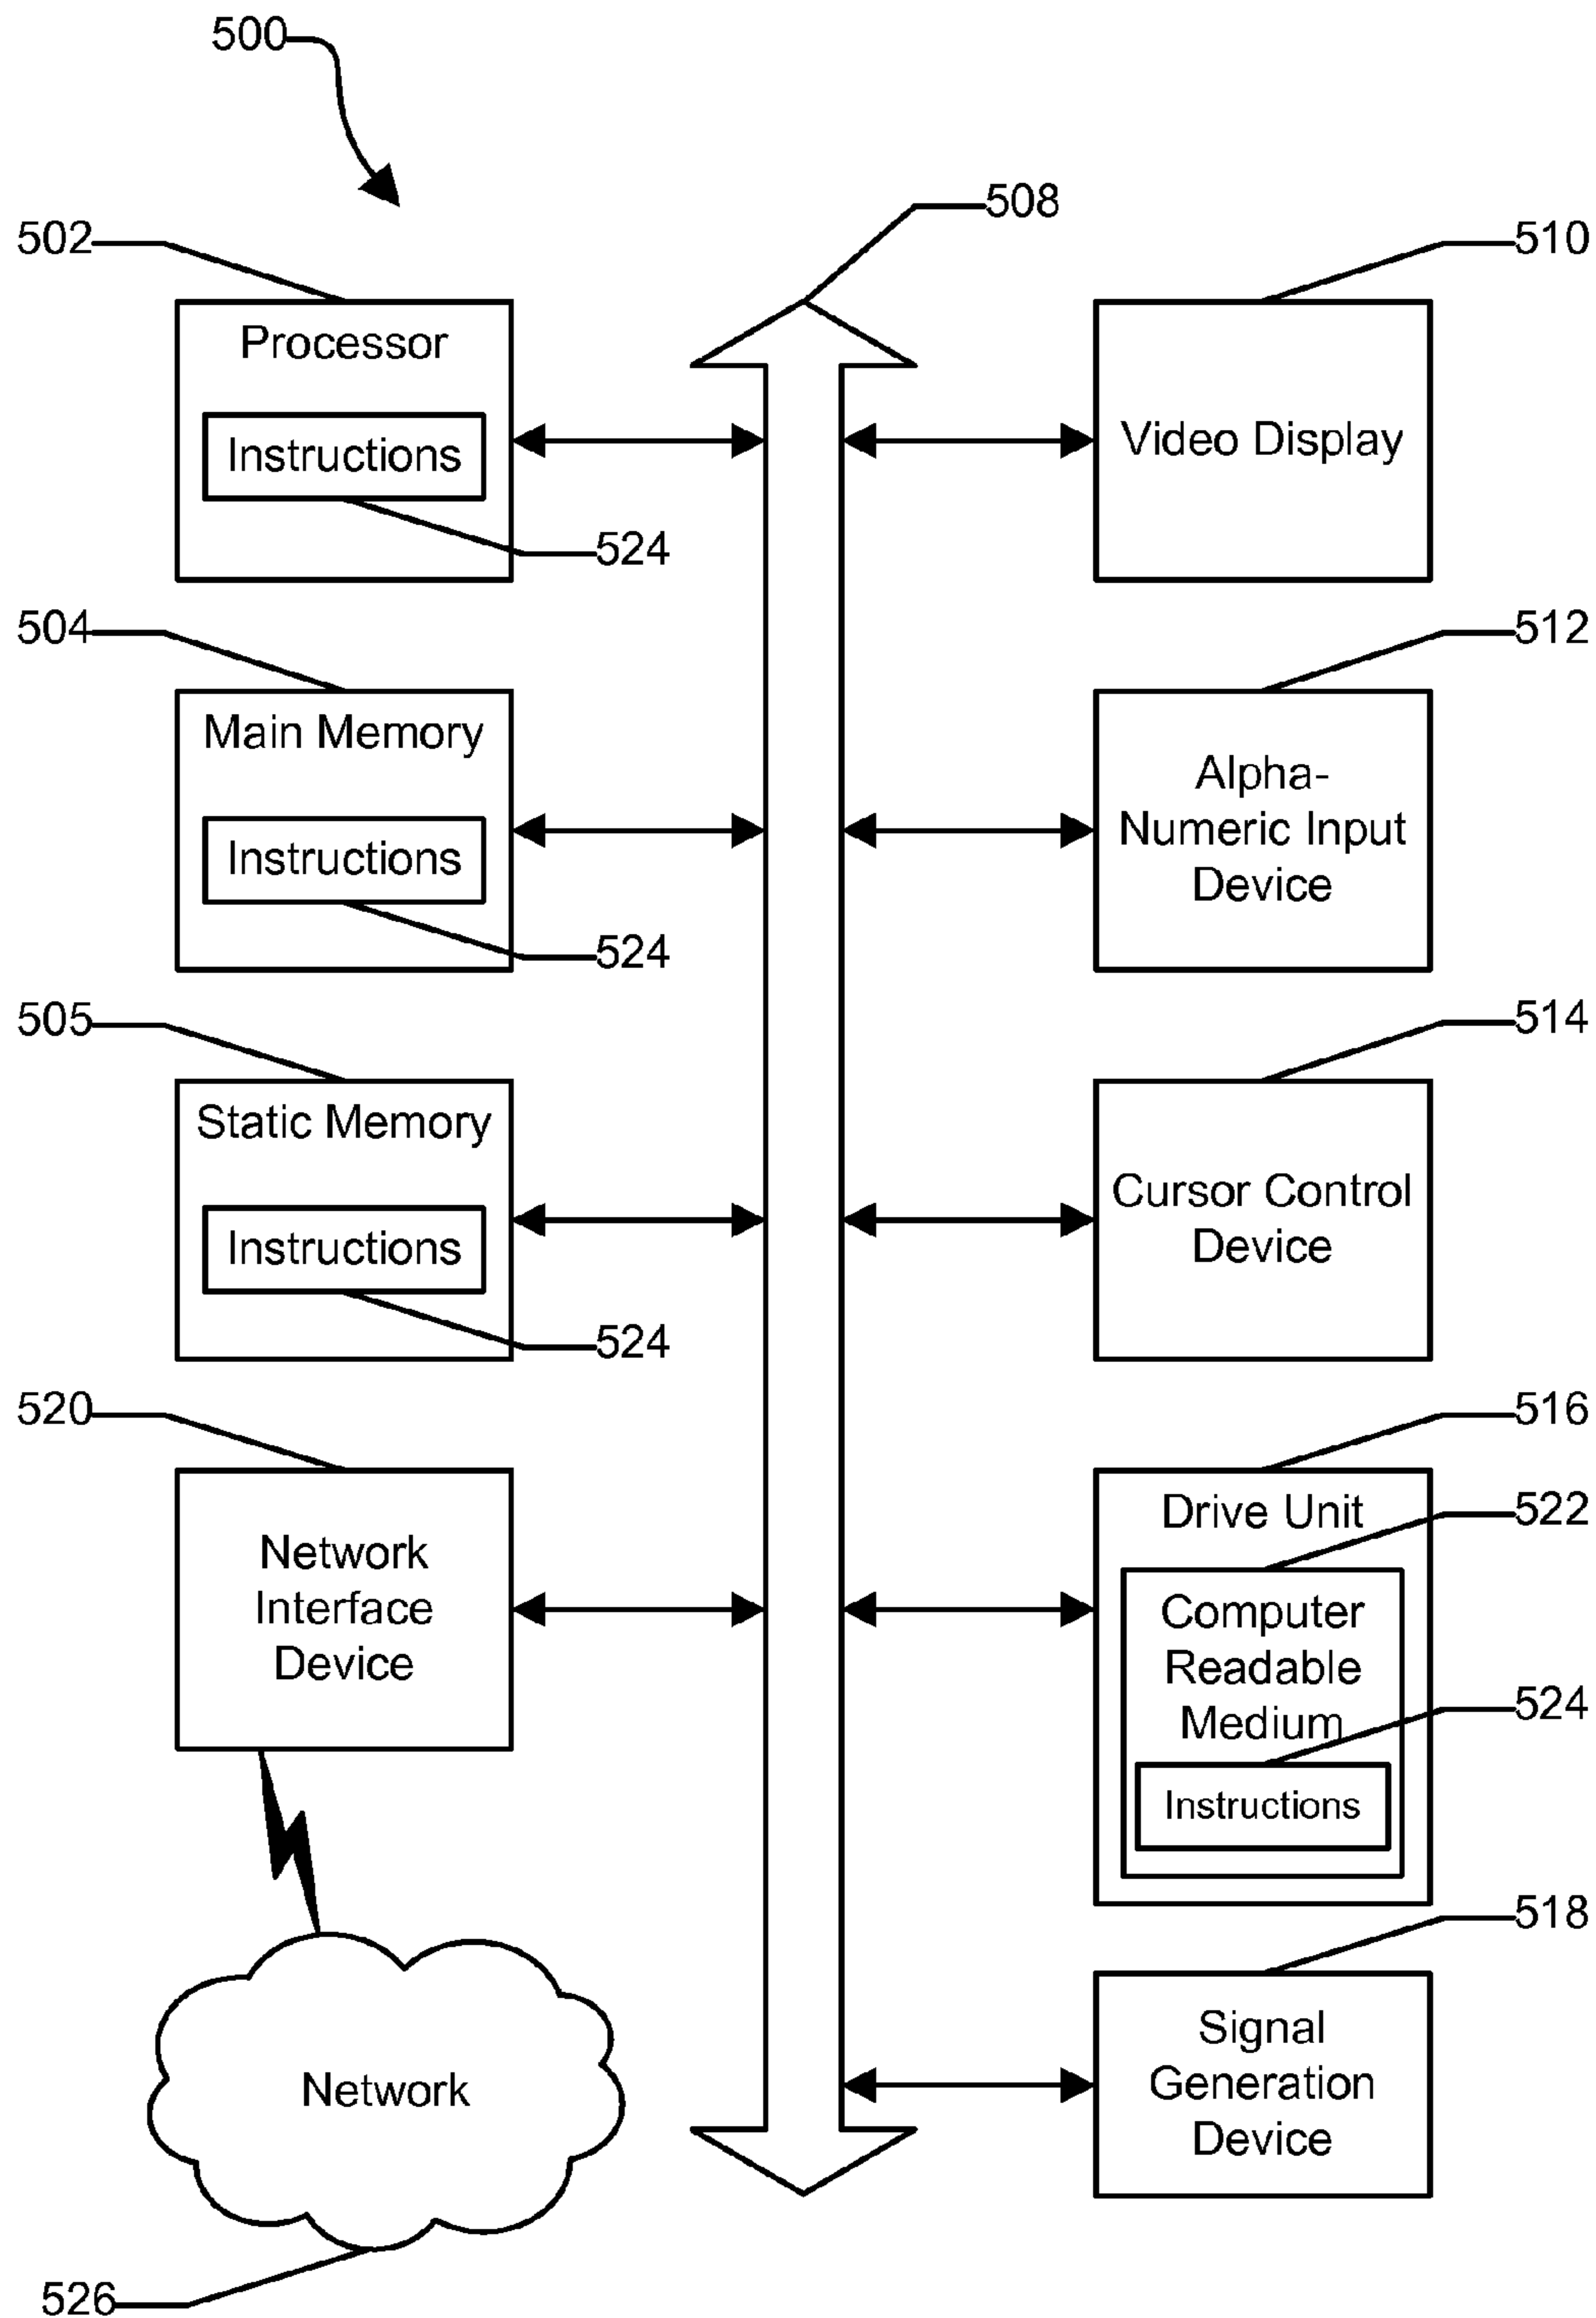 500
508
502
510
Processor
Instructions
524
Video Display
504
512
Main Memory
Instructions
524
Alpha-
Numeric Input
Device
505
514
Static Memory
Instructions
524
Cursor Control
Device
520
516
Network
Interface
Device
Drive Unit
522
Computer
Readable
Medium
524
Instructions
518
Signal
Generation
Device
Network
526